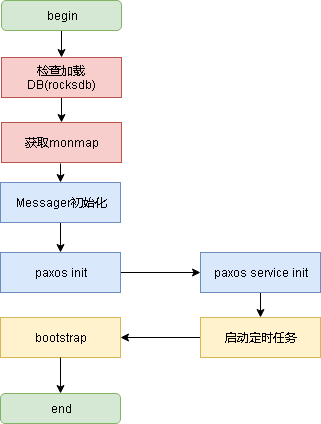 begin
检查加载
DB(rocksdb)
获取monmap
Messager初始化
paxos init
paxos service init
启动定时任务
bootstrap
end